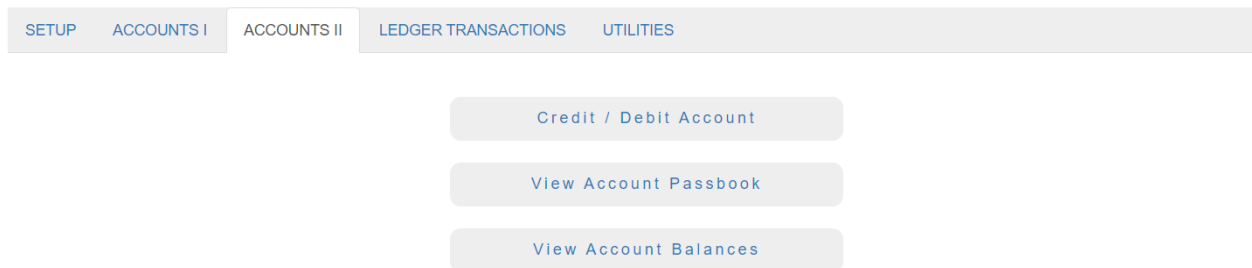 SETUP ACCOUNTS I ACCOUNTS II LEDGER TRANSACTIONS UTILITIES
Credit / Debit Account
View Account Passbook
View Account Balances